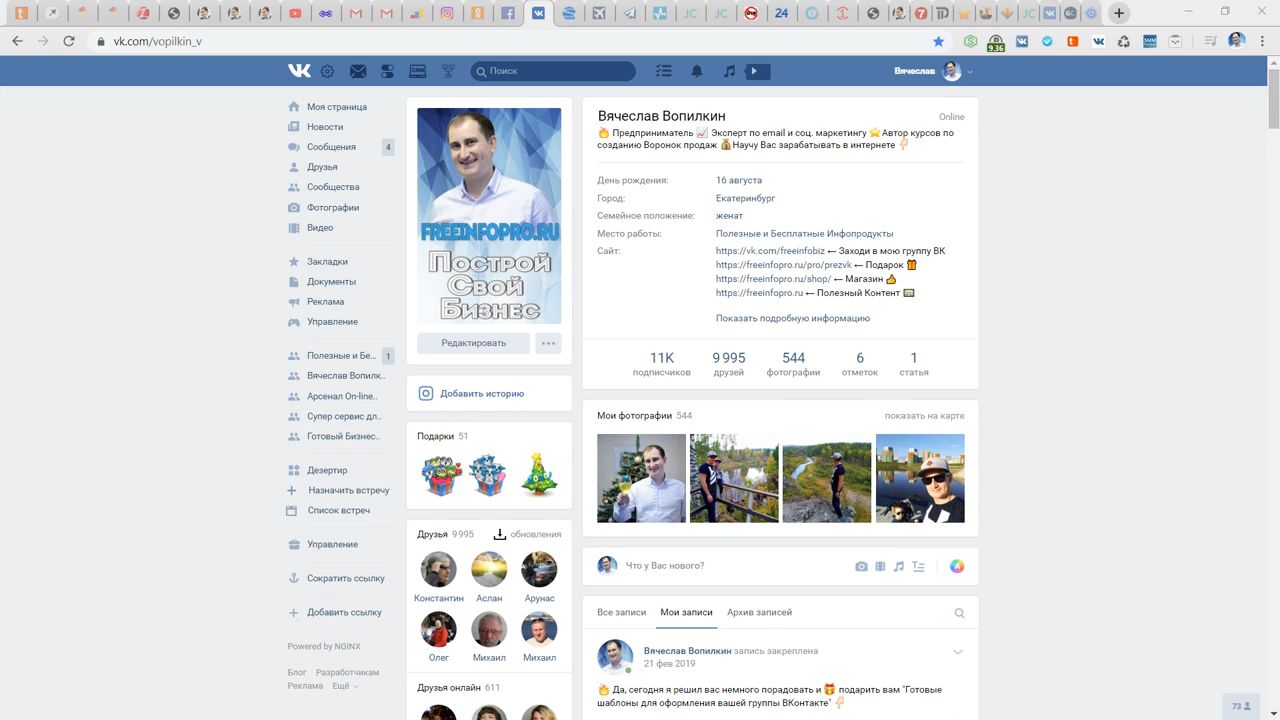 24
vk.com/vopilkin_v
9.36
Поиск
Вячеслав
Моя страница
Новости
Сообщения 4
Друзья
Сообщества
Фотографии
Видео
Закладки
Документы
Реклама
Управление
Полезные и Бе... 1
Вячеслав Вопилк..
Арсенал On-line..
Супер сервис дл..
Готовый Бизнес..
Дезертир
Назначить встречу
Список встреч
Управление
Сократить ссылку
Добавить ссылку
Powered by NGINX
Блог Разработчикам
Реклама Ещё
FREEINFOPRO.RU
Построй
Свой
Бизнес
Редактировать
Добавить историю
Подарки 51
Друзья 9 995 обновления
Константин Аслан Арунас
Олег Михаил Михаил
Друзья онлайн 611
Вячеслав Вопилкин Online
🔥 Предприниматель 📈 Эксперт по email и соц. маркетингу ⭐Автор курсов по
созданию Воронок продаж 💰Научу Вас зарабатывать в интернете 👇🏻
День рождения: 16 августа
Город: Екатеринбург
Семейное положение: женат
Место работы: Полезные и Бесплатные Инфопродукты
Сайт: https://vk.com/freeinfobiz ← Заходи в мою группу ВК
https://freeinfopro.ru/pro/prezvk ← Подарок 🎁
https://freeinfopro.ru/shop/ ← Магазин 👍
https://freeinfopro.ru ← Полезный Контент 💵
Показать подробную информацию
11K 9 995 544 6 1
подписчиков друзей фотографии отметок статья
Мои фотографии 544 показать на карте
Что у Вас нового?
Все записи Мои записи Архив записей
Вячеслав Вопилкин запись закреплена
21 фев 2019
🔥 Да, сегодня я решил вас немного порадовать и 🎁 подарить вам "Готовые
шаблоны для оформления вашей группы ВКонтакте" 👇🏻
73